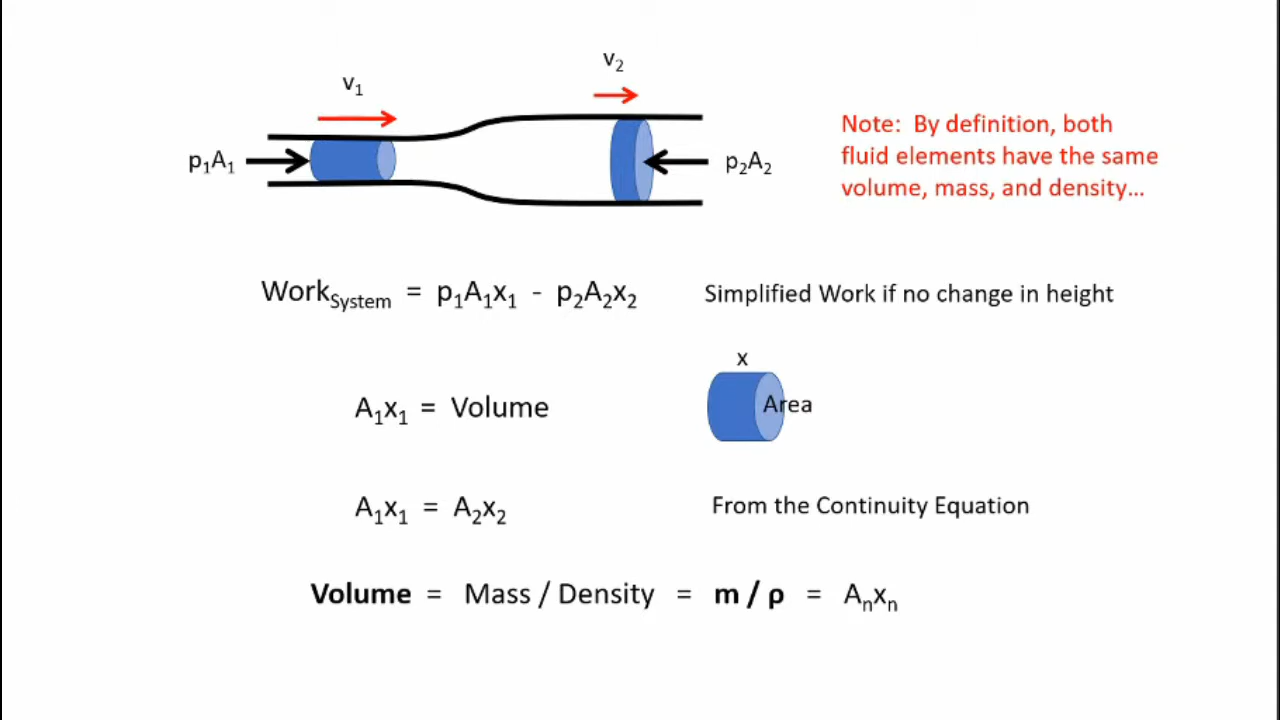 v₁
v₂
p₁A₁
p₂A₂
Note: By definition, both
fluid elements have the same
volume, mass, and density...
Work_System = p₁A₁x₁ - p₂A₂x₂
Simplified Work if no change in height
x
A₁x₁ = Volume
Area
A₁x₁ = A₂x₂
From the Continuity Equation
Volume = Mass / Density = m / ρ = Aₙxₙ